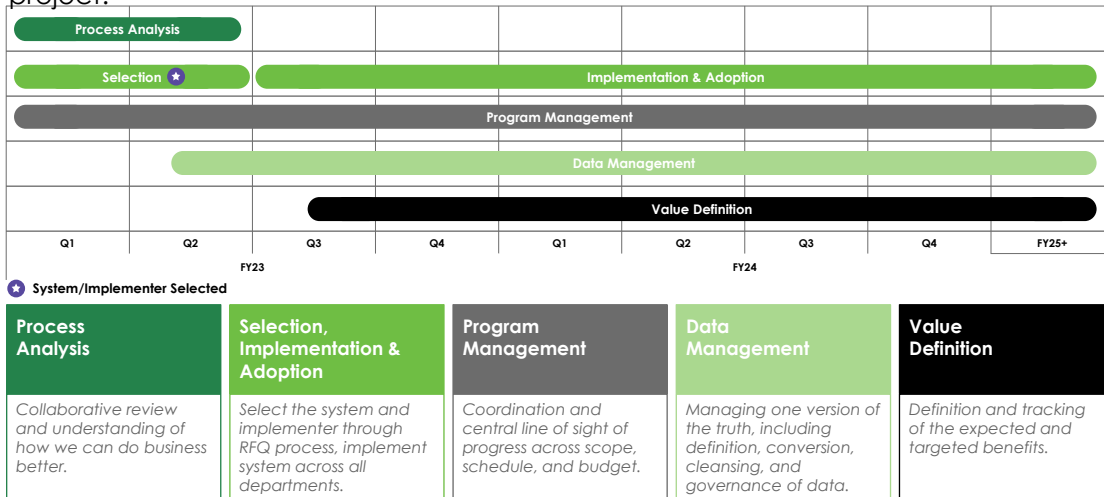 project.
Process Analysis
Selection
Implementation & Adoption
Program Management
Data Management
Value Definition
Q1 Q2 Q3 Q4 Q1 Q2 Q3 Q4 FY25+
FY23 FY24
System/Implementer Selected
Process
Analysis
Collaborative review
and understanding of
how we can do business
better.
Selection,
Implementation &
Adoption
Select the system and
implementer through
RFQ process, implement
system across all
departments.
Program
Management
Coordination and
central line of sight of
progress across scope,
schedule, and budget.
Data
Management
Managing one version of
the truth, including
definition, conversion,
cleansing, and
governance of data.
Value
Definition
Definition and tracking
of the expected and
targeted benefits.